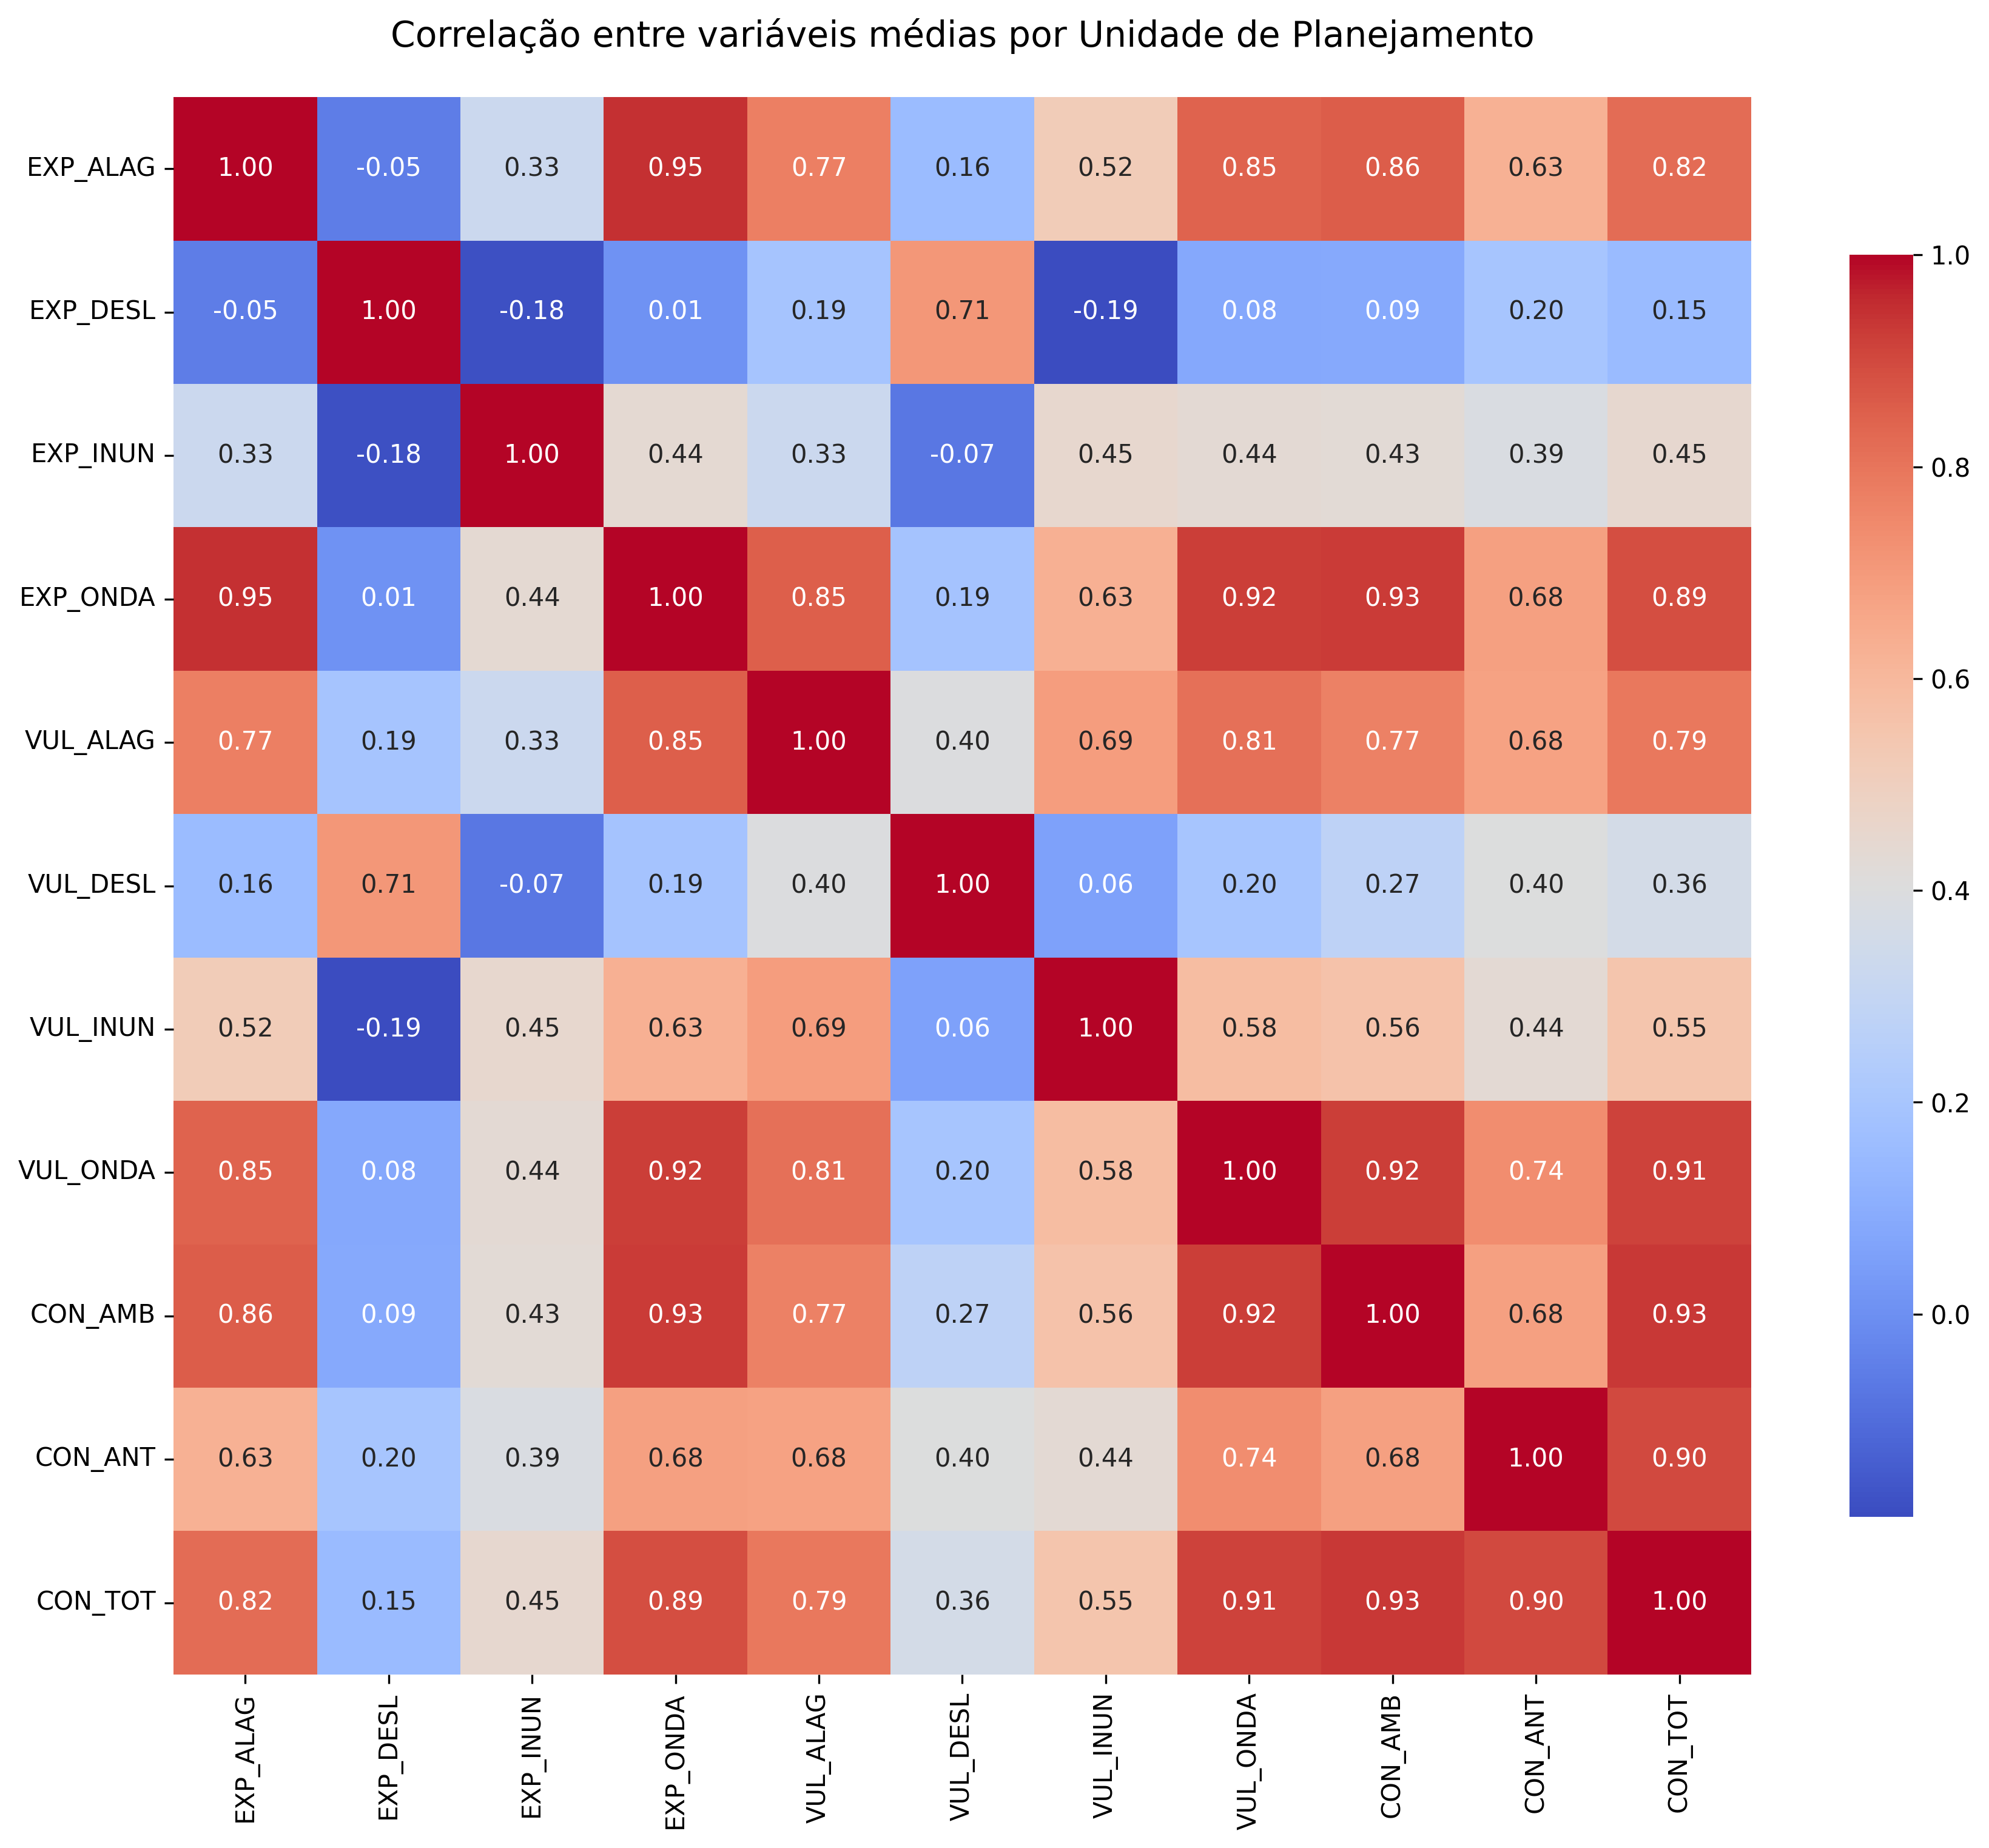 Correlação entre variáveis médias por Unidade de Planejamento
EXP_ALAG 1.00 -0.05 0.33 0.95 0.77 0.16 0.52 0.85 0.86 0.63 0.82
EXP_DESL -0.05 1.00 -0.18 0.01 0.19 0.71 -0.19 0.08 0.09 0.20 0.15
EXP_INUN 0.33 -0.18 1.00 0.44 0.33 -0.07 0.45 0.44 0.43 0.39 0.45
EXP_ONDA 0.95 0.01 0.44 1.00 0.85 0.19 0.63 0.92 0.93 0.68 0.89
VUL_ALAG 0.77 0.19 0.33 0.85 1.00 0.40 0.69 0.81 0.77 0.68 0.79
VUL_DESL 0.16 0.71 -0.07 0.19 0.40 1.00 0.06 0.20 0.27 0.40 0.36
VUL_INUN 0.52 -0.19 0.45 0.63 0.69 0.06 1.00 0.58 0.56 0.44 0.55
VUL_ONDA 0.85 0.08 0.44 0.92 0.81 0.20 0.58 1.00 0.92 0.74 0.91
CON_AMB 0.86 0.09 0.43 0.93 0.77 0.27 0.56 0.92 1.00 0.68 0.93
CON_ANT 0.63 0.20 0.39 0.68 0.68 0.40 0.44 0.74 0.68 1.00 0.90
CON_TOT 0.82 0.15 0.45 0.89 0.79 0.36 0.55 0.91 0.93 0.90 1.00
EXP_ALAG EXP_DESL EXP_INUN EXP_ONDA VUL_ALAG VUL_DESL VUL_INUN VUL_ONDA CON_AMB CON_ANT CON_TOT
1.0
0.8
0.6
0.4
0.2
0.0